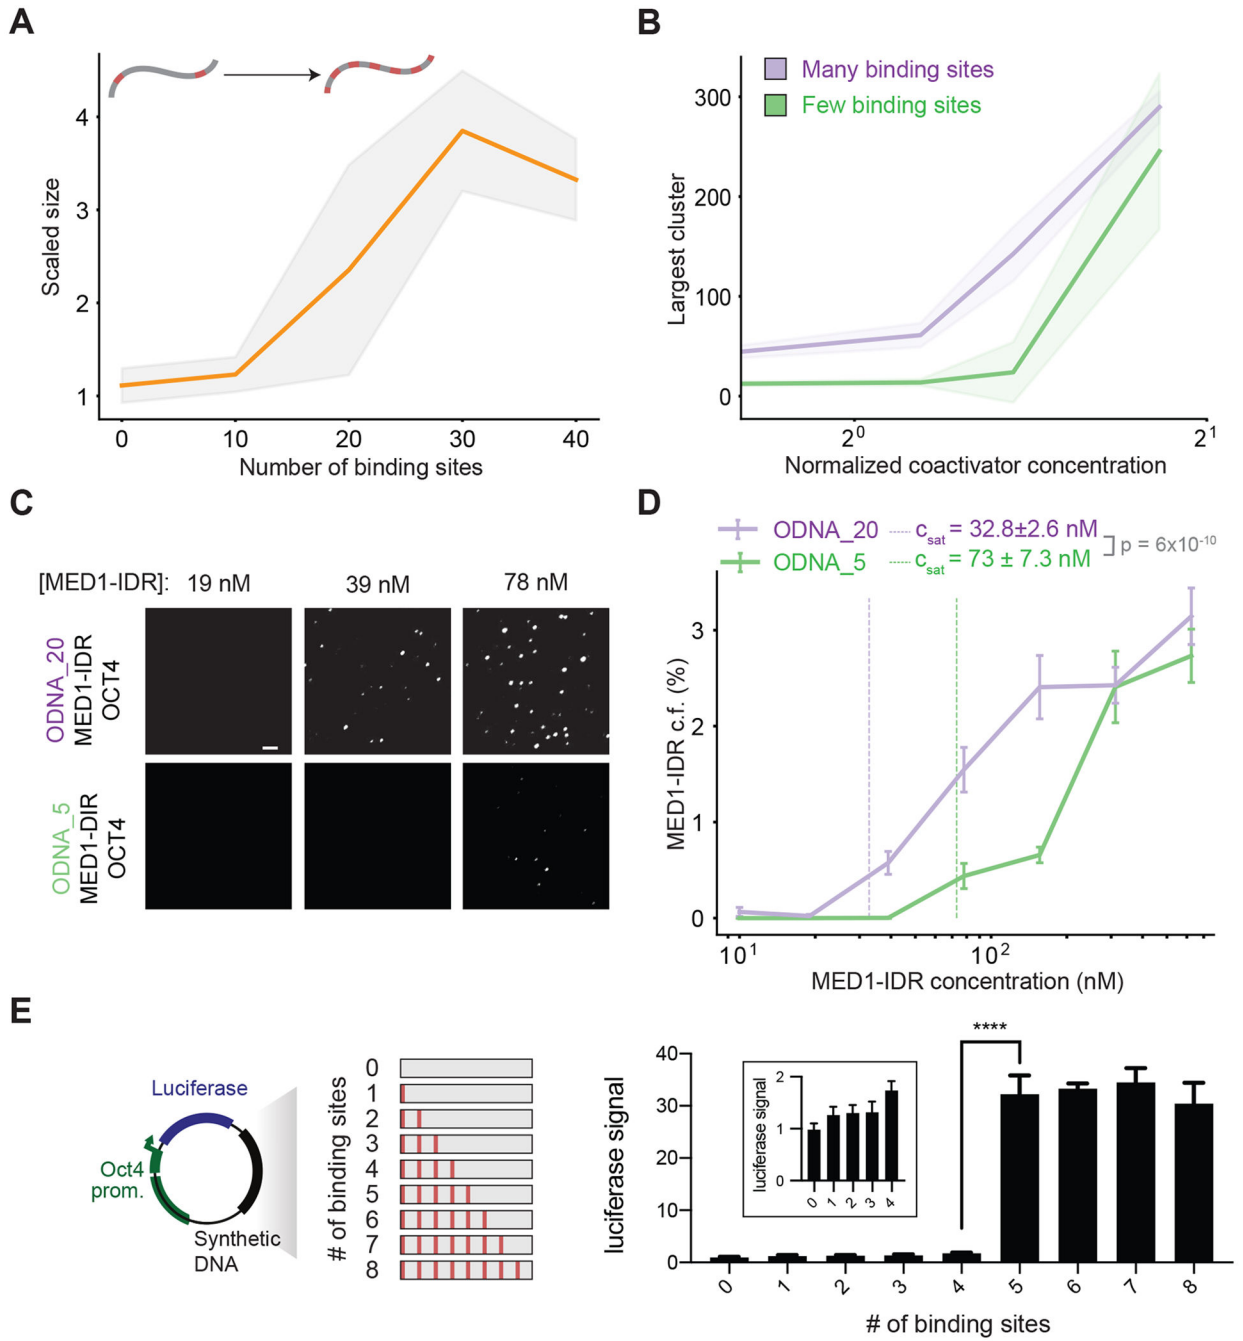 A
Scaled size
4
3
2
1
0 10 20 30 40
Number of binding sites
B
Many binding sites
Few binding sites
Largest cluster
300
200
100
0
2^0 2^1
Normalized coactivator concentration
C
[MED1-IDR]: 19 nM 39 nM 78 nM
ODNA_20
MED1-IDR
OCT4
ODNA_5
MED1-DIR
OCT4
D
ODNA_20 c_sat = 32.8±2.6 nM
ODNA_5 c_sat = 73 ± 7.3 nM
p = 6x10^-10
MED1-IDR c.f. (%)
3
2
1
0
10^1 10^2
MED1-IDR concentration (nM)
E
Luciferase
Oct4
prom.
Synthetic
DNA
# of binding sites
0
1
2
3
4
5
6
7
8
luciferase signal
40
30
20
10
0
****
luciferase signal
2
1
0
0 1 2 3 4
0 1 2 3 4 5 6 7 8
# of binding sites